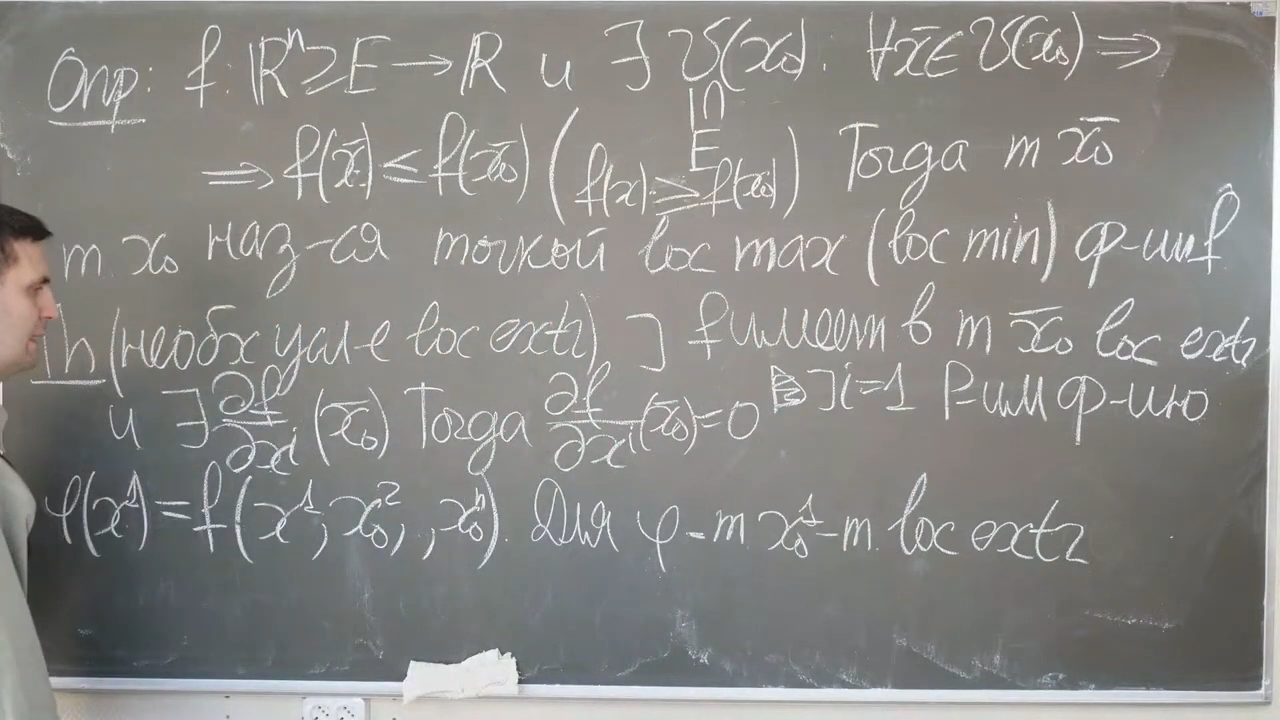 Опр: f: ℝⁿ ⊇ E → ℝ и ∃ U(x₀). ∀x̄ ∈ U(x̄₀) ⇒
⊆
E
⇒ f(x̄) ≤ f(x̄₀) (f(x) ≥ f(x₀)) Тогда т x̄₀
т. x₀ наз-ся точкой loc max (loc min) ф-ии f
Th (необх усл-е loc extr) ] f имеет в т x̄₀ loc extr
и ∃ ∂f/∂xⁱ (x̄₀) Тогда ∂f/∂xⁱ (x̄₀) = 0 ▷ ] i=1 Р-им ф-ию
φ(x¹) = f(x¹, x₀², , x₀ⁿ). Для φ - т x₀¹ - т. loc extr